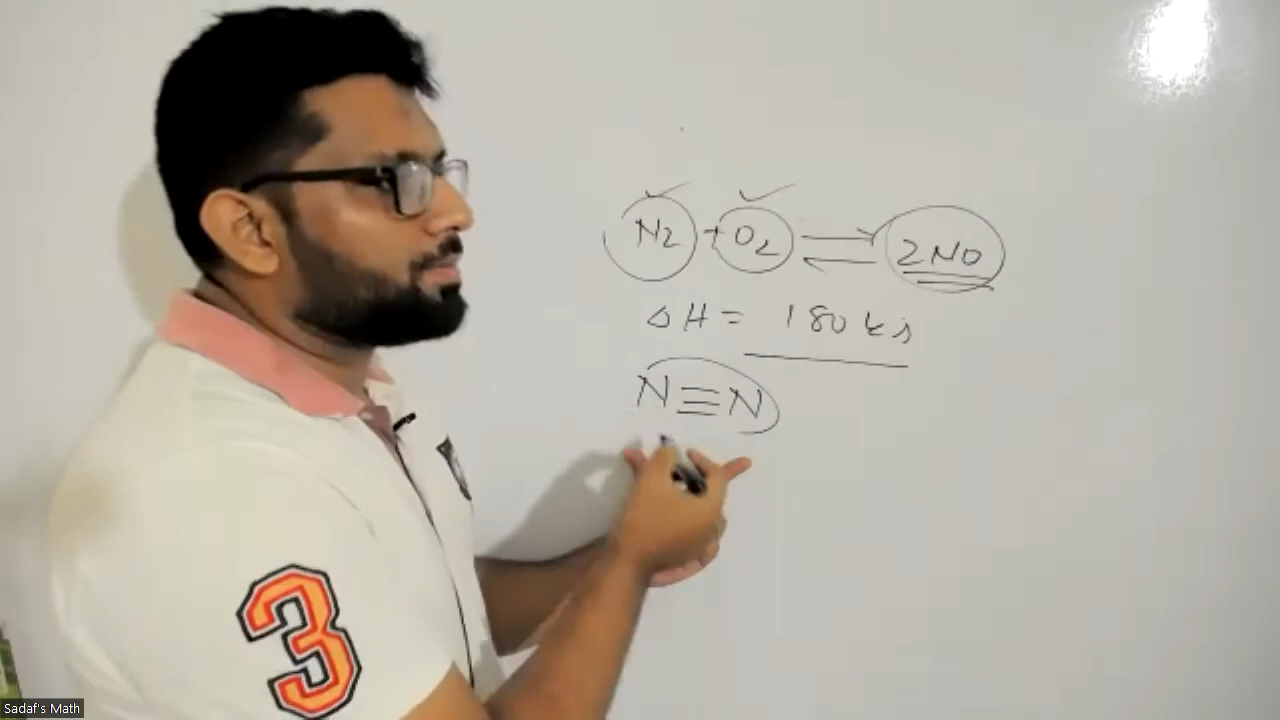 N2 + O2 ⇌ 2NO
ΔH = 180 kj
N≡N
3
Sadaf's Math